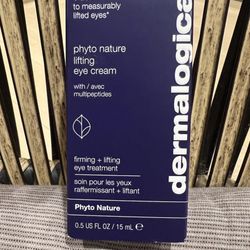 to measurably
lifted eyes*
phyto nature
lifting
eye cream
with / avec
multipeptides
dermalogica
firming + lifting
eye treatment
soin pour les yeux
raffermissant + liftant
Phyto Nature
0.5 US FL OZ / 15 mL ℮